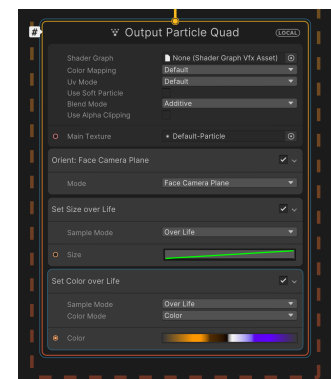 #
Output Particle Quad
LOCAL
Shader Graph None (Shader Graph Vfx Asset)
Color Mapping Default
Uv Mode Default
Use Soft Particle
Blend Mode Additive
Use Alpha Clipping
Main Texture Default-Particle
Orient: Face Camera Plane
Mode Face Camera Plane
Set Size over Life
Sample Mode Over Life
Size
Set Color over Life
Sample Mode Over Life
Color Mode Color
Color